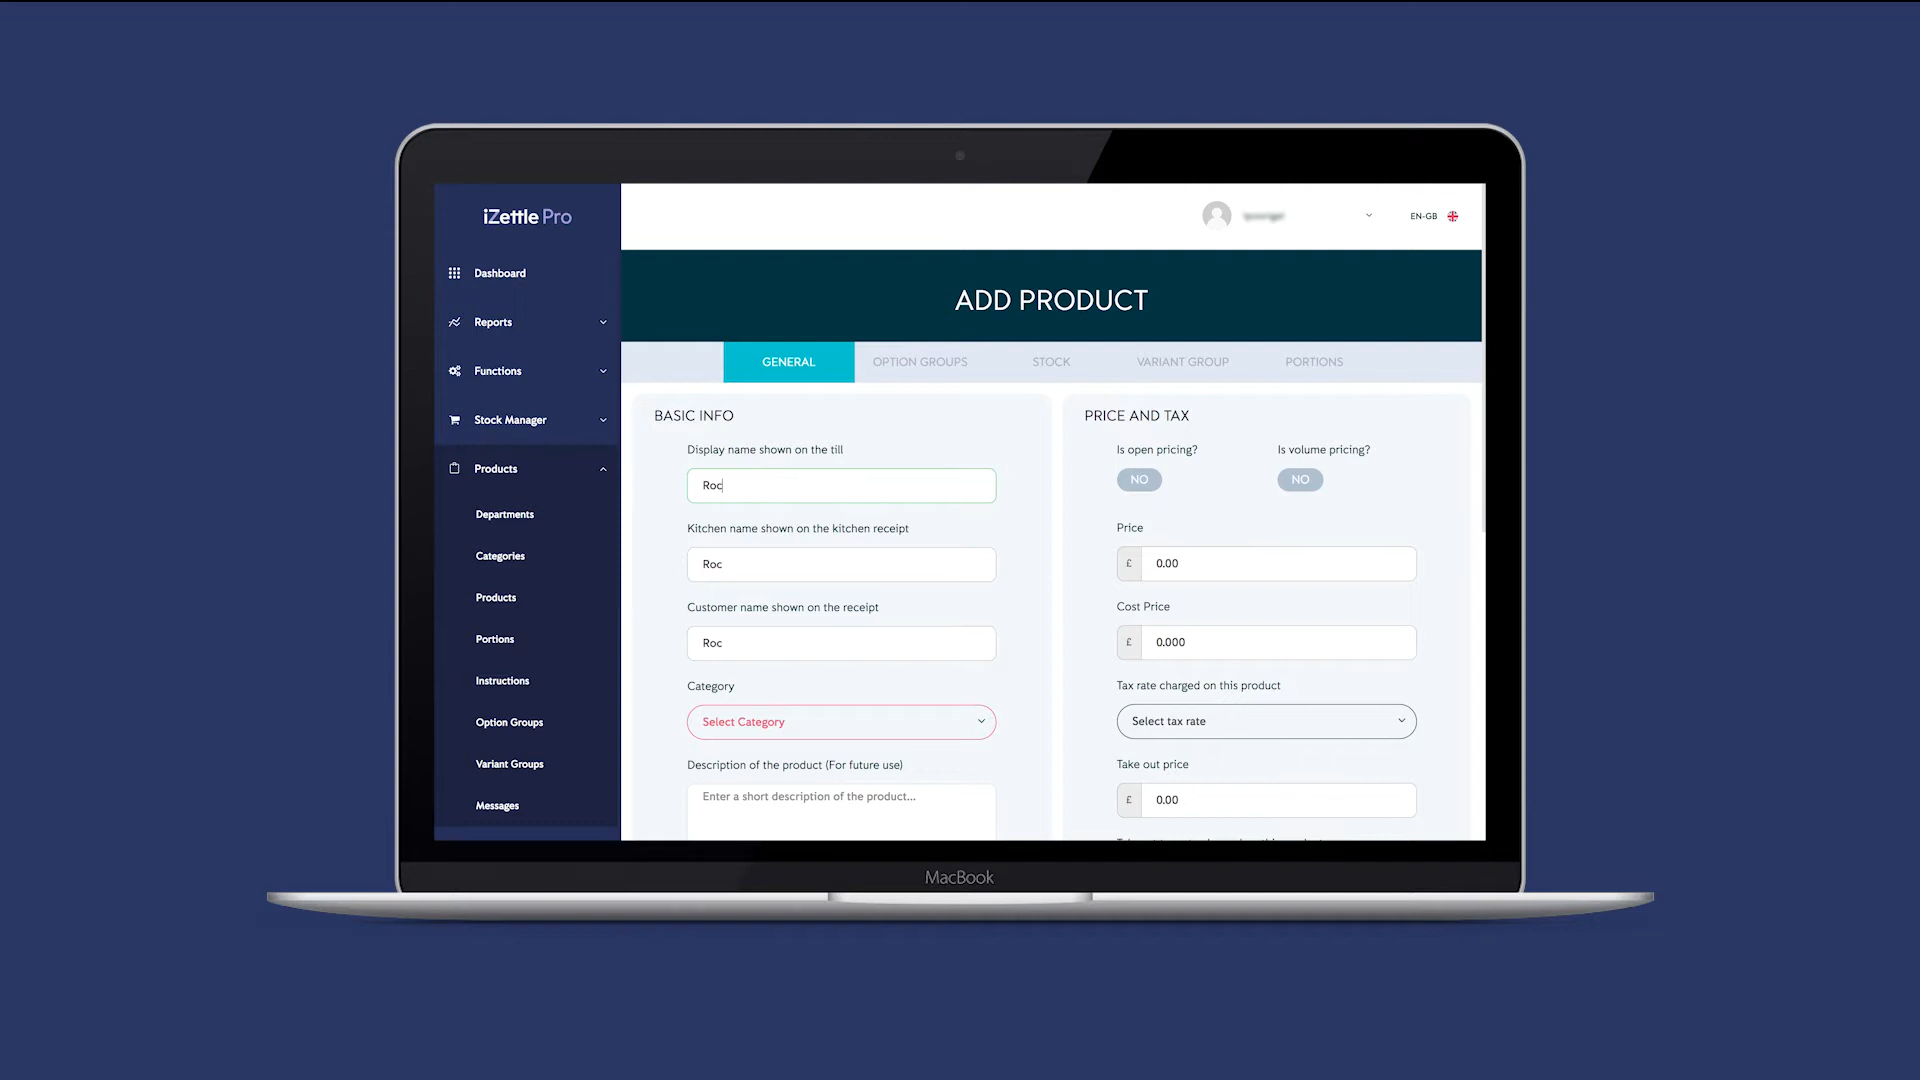 iZettle Pro
EN-GB
Dashboard
Reports
Functions
Stock Manager
Products
Departments
Categories
Products
Portions
Instructions
Option Groups
Variant Groups
Messages
ADD PRODUCT
GENERAL
OPTION GROUPS
STOCK
VARIANT GROUP
PORTIONS
BASIC INFO
Display name shown on the till
Roc
Kitchen name shown on the kitchen receipt
Roc
Customer name shown on the receipt
Roc
Category
Select Category
Description of the product (For future use)
Enter a short description of the product...
PRICE AND TAX
Is open pricing?
Is volume pricing?
NO
NO
Price
£ 0.00
Cost Price
£ 0.000
Tax rate charged on this product
Select tax rate
Take out price
£ 0.00
MacBook